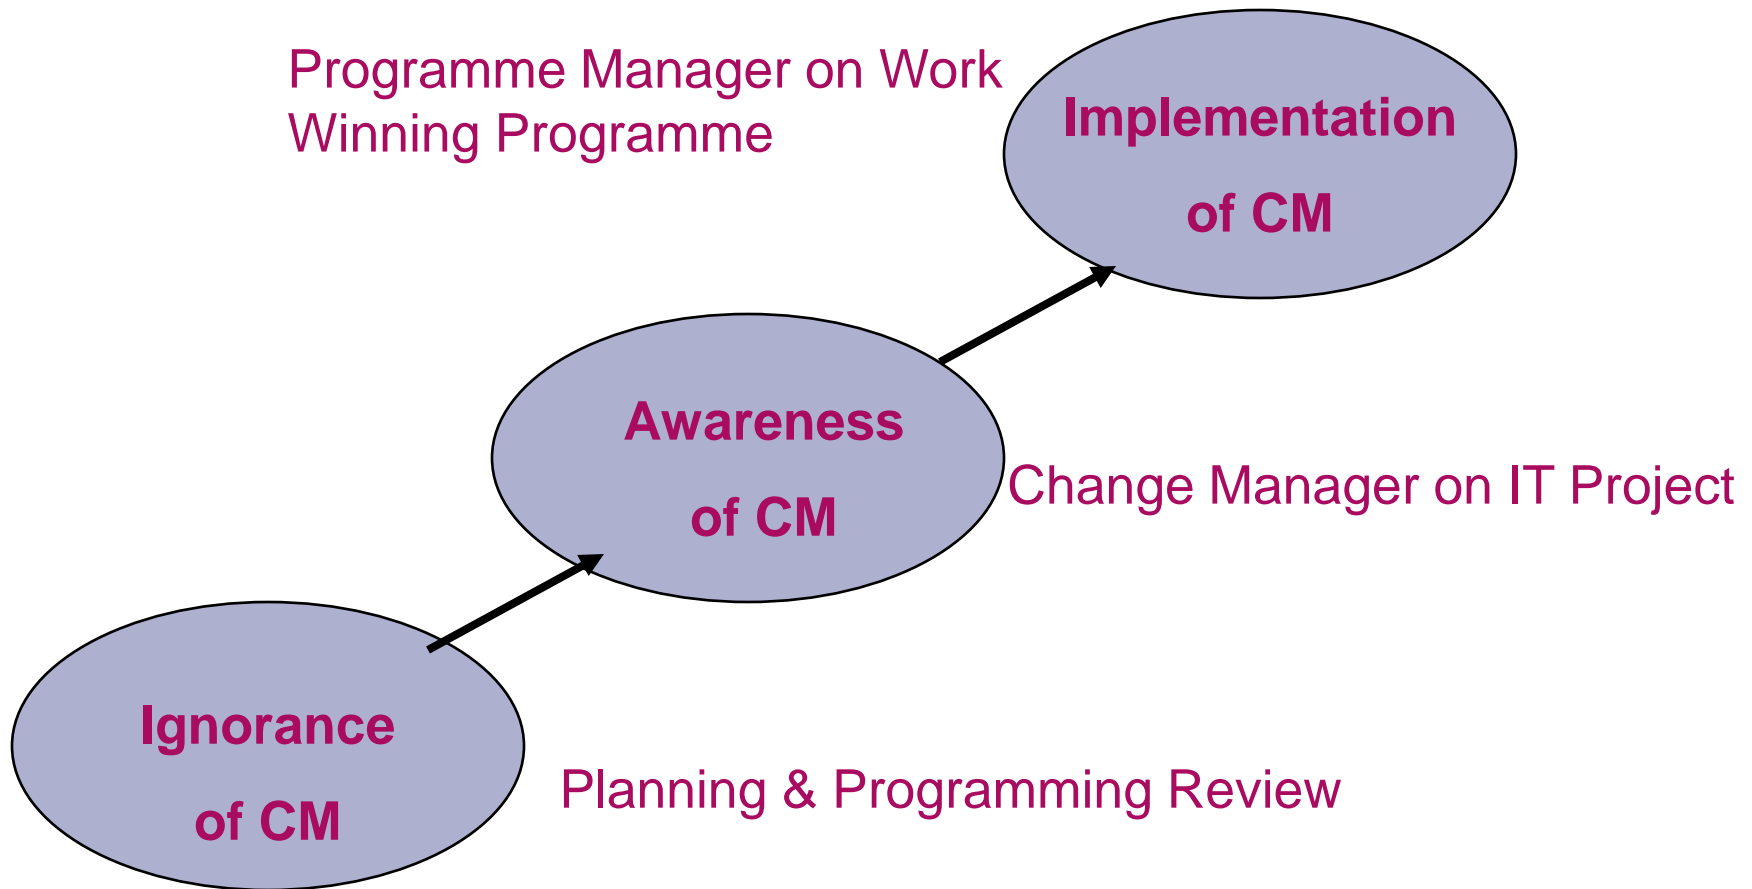 Programme Manager on Work
Winning Programme
Implementation
of CM
Awareness
of CM
Change Manager on IT Project
Ignorance
of CM
Planning & Programming Review